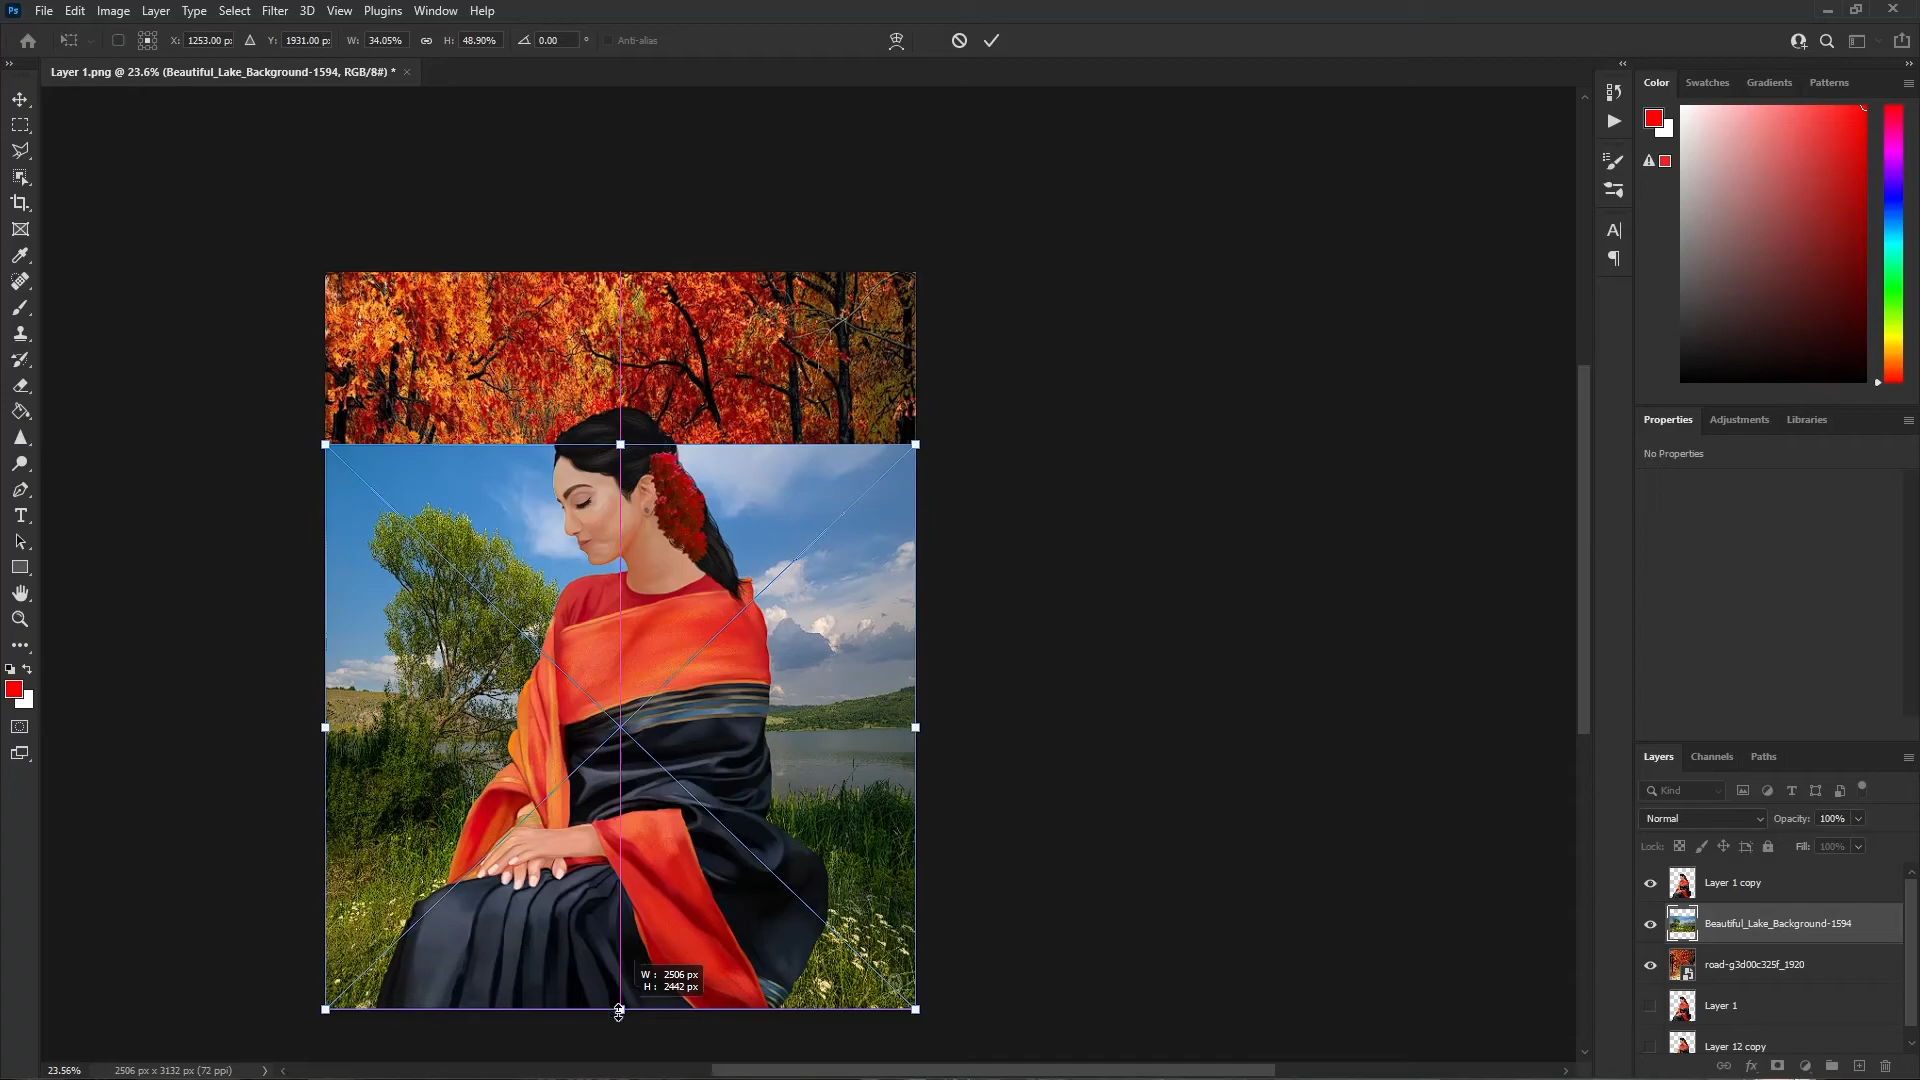 Ps File Edit Image Layer Type Select Filter 3D View Plugins Window Help
X: 1253.00 p: Y: 1931.00 p: W: 34.05% H: 48.90% 0.00 ° Anti-alias
Layer 1.png @ 23.6% (Beautiful_Lake_Background-1594, RGB/8#) * ×
Color Swatches Gradients Patterns
Properties Adjustments Libraries
No Properties
Layers Channels Paths
Kind
Normal Opacity: 100%
Lock: Fill: 100%
Layer 1 copy
Beautiful_Lake_Background-1594
road-g3d00c325f_1920
Layer 1
Layer 12 copy
W : 2506 px
H : 2442 px
23.56% 2506 px x 3132 px (72 ppi)